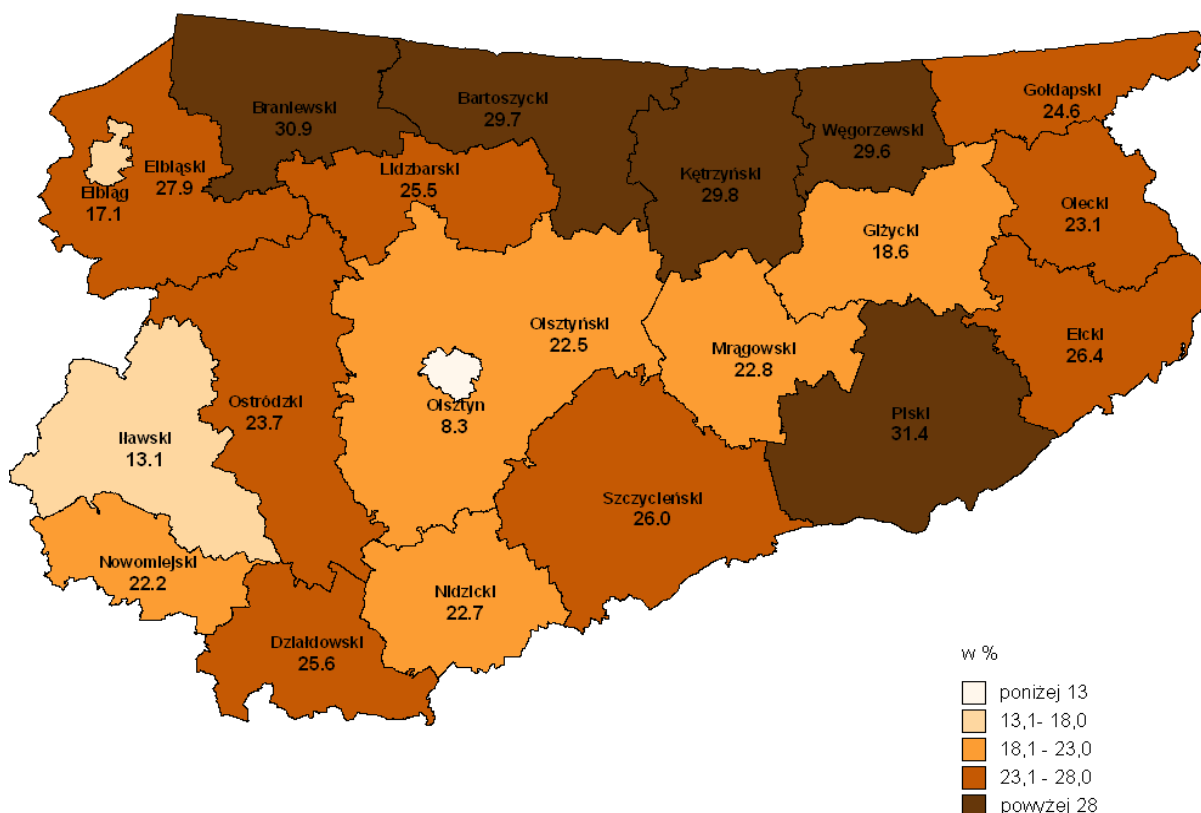 Braniewski
30.9
Bartoszycki
29.7
Gołdapski
24.6
Węgorzewski
29.6
Elbląski
27.9
Elbląg
17.1
Lidzbarski
25.5
Kętrzyński
29.8
Olecki
23.1
Giżycki
18.6
Olsztyński
22.5
Mrągowski
22.8
Ełcki
26.4
Ostródzki
23.7
Olsztyn
8.3
Piski
31.4
Iławski
13.1
Szczycieński
26.0
Nowomiejski
22.2
Nidzicki
22.7
Działdowski
25.6
w %
poniżej 13
13,1- 18,0
18,1 - 23,0
23,1 - 28,0
powyżej 28